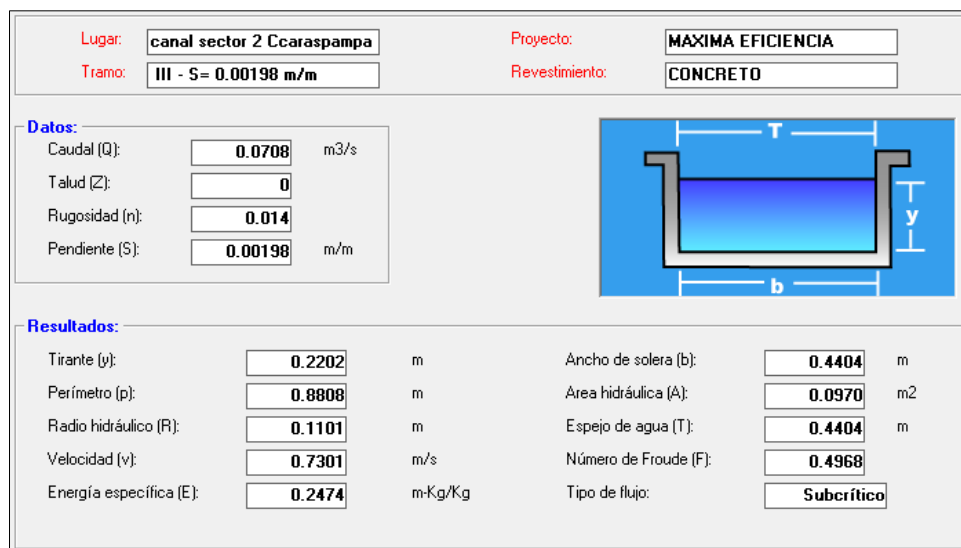 Lugar: canal sector 2 Ccaraspampa Proyecto: MAXIMA EFICIENCIA
Tramo: III - S= 0.00198 m/m Revestimiento: CONCRETO
Datos:
Caudal (Q): 0.0708 m3/s
Talud (Z): 0
Rugosidad (n): 0.014
Pendiente (S): 0.00198 m/m
T
y
b
Resultados:
Tirante (y): 0.2202 m Ancho de solera (b): 0.4404 m
Perímetro (p): 0.8808 m Area hidráulica (A): 0.0970 m2
Radio hidráulico (R): 0.1101 m Espejo de agua (T): 0.4404 m
Velocidad (v): 0.7301 m/s Número de Froude (F): 0.4968
Energía específica (E): 0.2474 m-Kg/Kg Tipo de flujo: Subcrítico